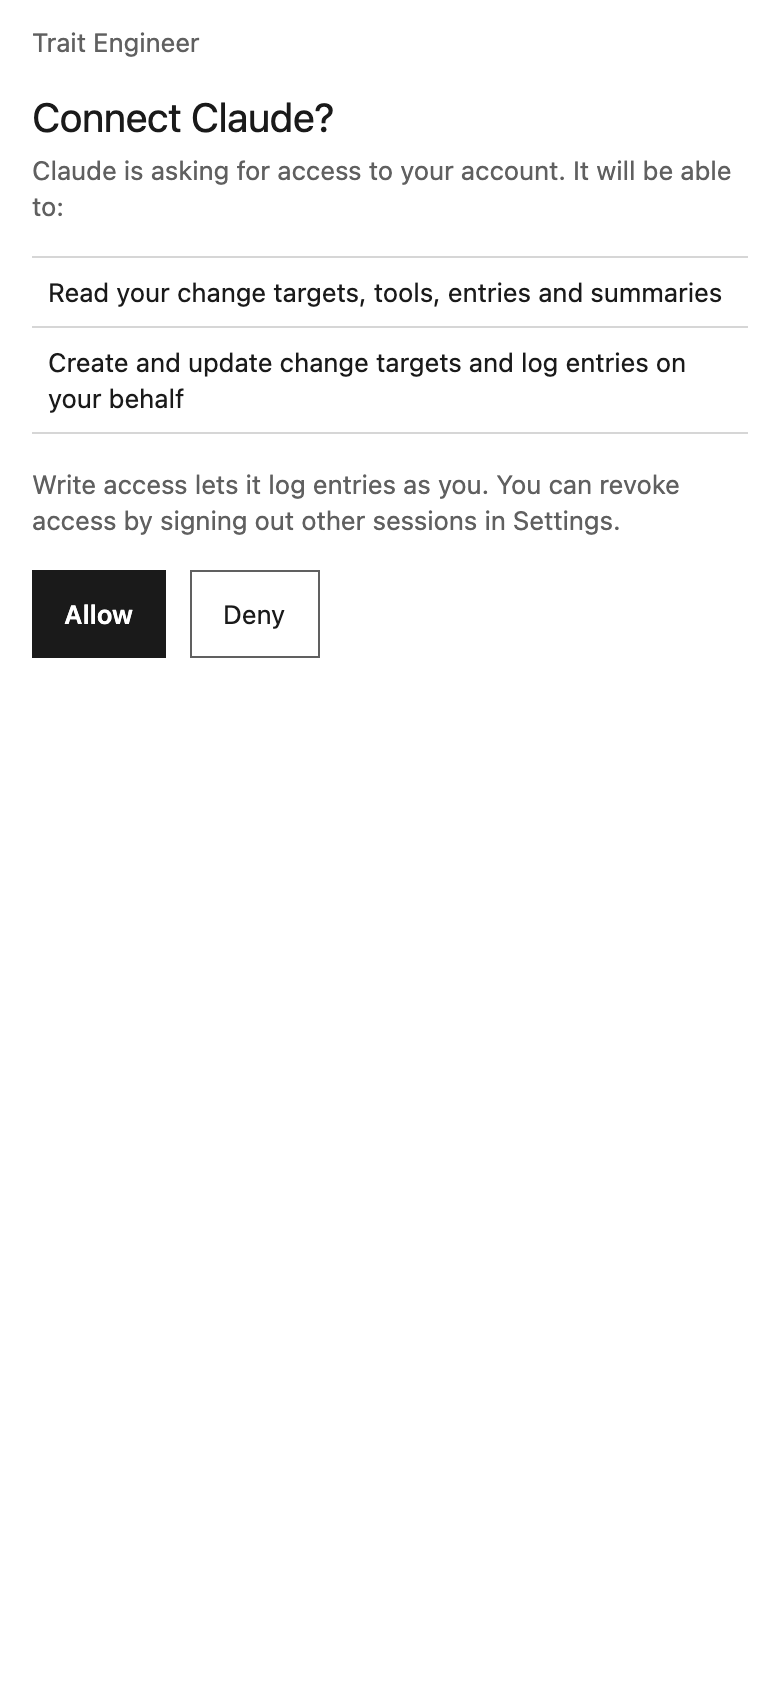 Trait Engineer
Connect Claude?
Claude is asking for access to your account. It will be able
to:
Read your change targets, tools, entries and summaries
Create and update change targets and log entries on
your behalf
Write access lets it log entries as you. You can revoke
access by signing out other sessions in Settings.
Allow
Deny